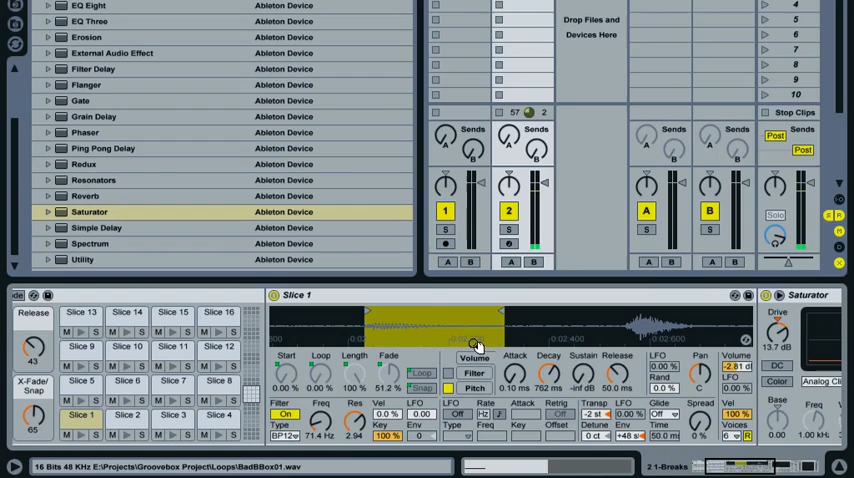 EQ Eight Ableton Device
EQ Three Ableton Device
Erosion Ableton Device
External Audio Effect Ableton Device
Filter Delay Ableton Device
Flanger Ableton Device
Gate Ableton Device
Grain Delay Ableton Device
Phaser Ableton Device
Ping Pong Delay Ableton Device
Redux Ableton Device
Resonators Ableton Device
Reverb Ableton Device
Saturator Ableton Device
Simple Delay Ableton Device
Spectrum Ableton Device
Utility Ableton Device
Drop Files and
Devices Here
4
5
6
7
8
9
10
57 2 Stop Clips
Sends Sends Sends Sends Sends
A A A A Post
B B B B Post
1 2 A B Solo
S S S S
A B A B A B A B
Release
43
X-Fade/
Snap
65
Slice 13 Slice 14 Slice 15 Slice 16
M S M S M S M S
Slice 9 Slice 10 Slice 11 Slice 12
M S M S M S M S
Slice 5 Slice 6 Slice 7 Slice 8
M S M S M S M S
Slice 1 Slice 2 Slice 3 Slice 4
M S M S M S M S
Slice 1
0:02:400 0:02:600
Start Loop Length Fade Loop Snap
0.00 % 0.00 % 100 % 51.2 %
Volume
Filter
Pitch
Attack Decay Sustain Release
0.10 ms 762 ms -inf dB 50.0 ms
LFO Pan Volume
0.00 % -2.81 dB
Rand LFO
0.0 % C 0.00 %
Filter Freq Res Vel LFO
On 0.0 % 0.00
Type Key Env
BP12 71.4 Hz 2.94 100 % 0
LFO Rate Attack Retrig
Off Hz
Type Freq Key Offset
Transp LFO Glide Spread Vel
-2 st 0.00 % Off 100 %
Detune Env Time Voices
0 ct +48 s 50.0 ms 0 % 6 R
Saturator
Drive
13.7 dB
DC
Color Analog Cl
Base Freq
0.00 1.00 kHz
16 Bits 48 KHz E:\Projects\Groovebox Project\Loops\BadBBox01.wav
2 1-Breaks